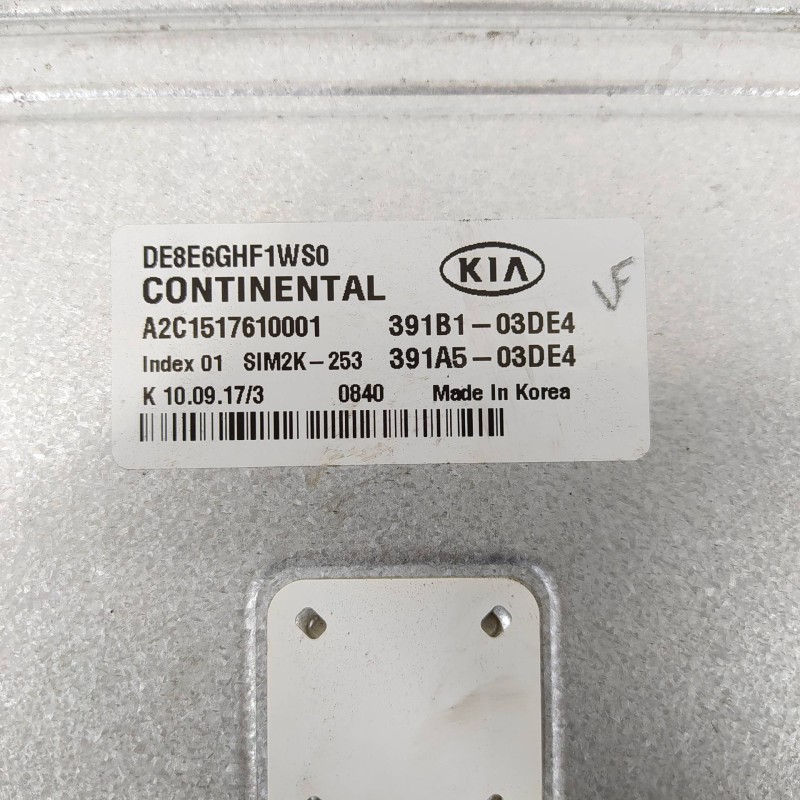 DE8E6GHF1WS0
CONTINENTAL
KIA
VF
A2C1517610001 391B1-03DE4
Index 01 SIM2K-253 391A5-03DE4
K 10.09.17/3 0840 Made In Korea